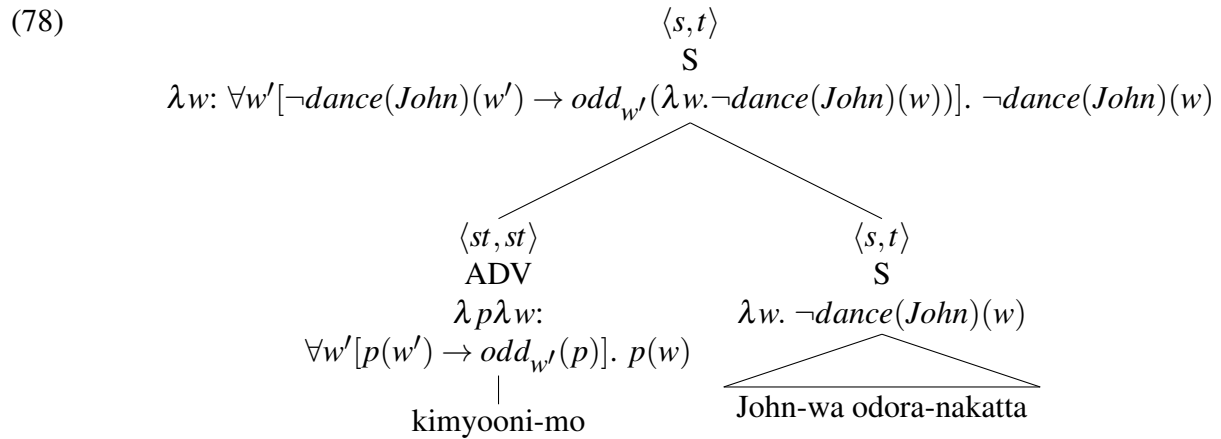 (78)
⟨s,t⟩
S
λw: ∀w′[¬dance(John)(w′) → odd_w′(λw.¬dance(John)(w))]. ¬dance(John)(w)
⟨st,st⟩ ⟨s,t⟩
ADV S
λpλw: λw. ¬dance(John)(w)
∀w′[p(w′) → odd_w′(p)]. p(w)
kimyooni-mo John-wa odora-nakatta